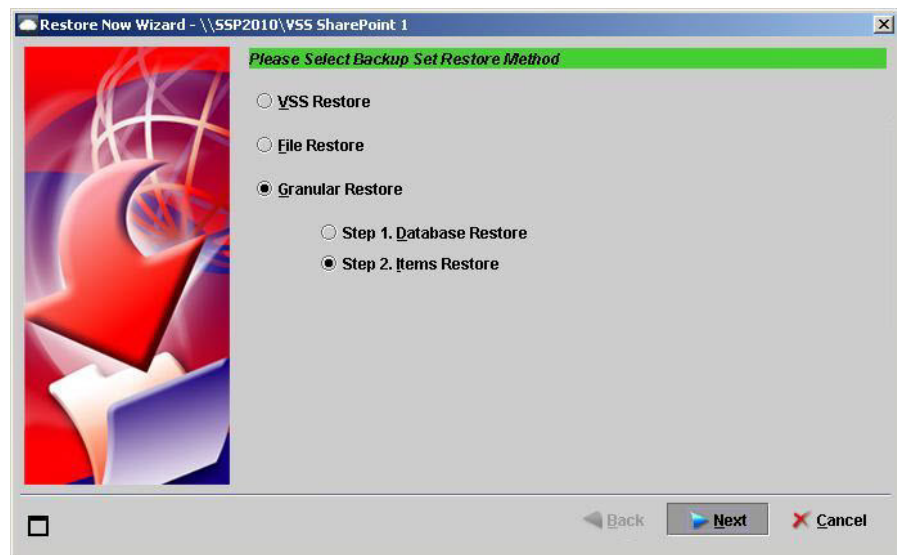 Restore Now Wizard - \\SSP2010\VSS SharePoint 1
Please Select Backup Set Restore Method
VSS Restore
File Restore
Granular Restore
Step 1. Database Restore
Step 2. Items Restore
Back Next Cancel